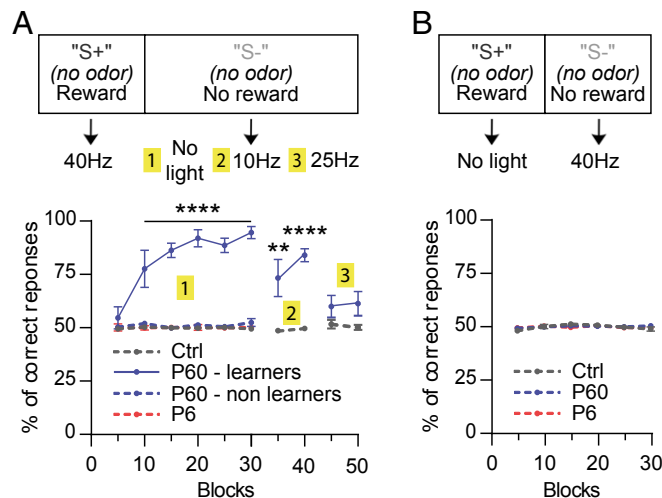 A
"S+"
(no odor)
Reward
"S-"
(no odor)
No reward
40Hz
1 No light 2 10Hz 3 25Hz
% of correct reponses
100
75
50
25
0
****
**
****
1
2
3
Ctrl
P60 - learners
P60 - non learners
P6
0 10 20 30 40 50
Blocks
B
"S+"
(no odor)
Reward
"S-"
(no odor)
No reward
No light
40Hz
% of correct reponses
100
75
50
25
0
Ctrl
P60
P6
0 10 20 30
Blocks